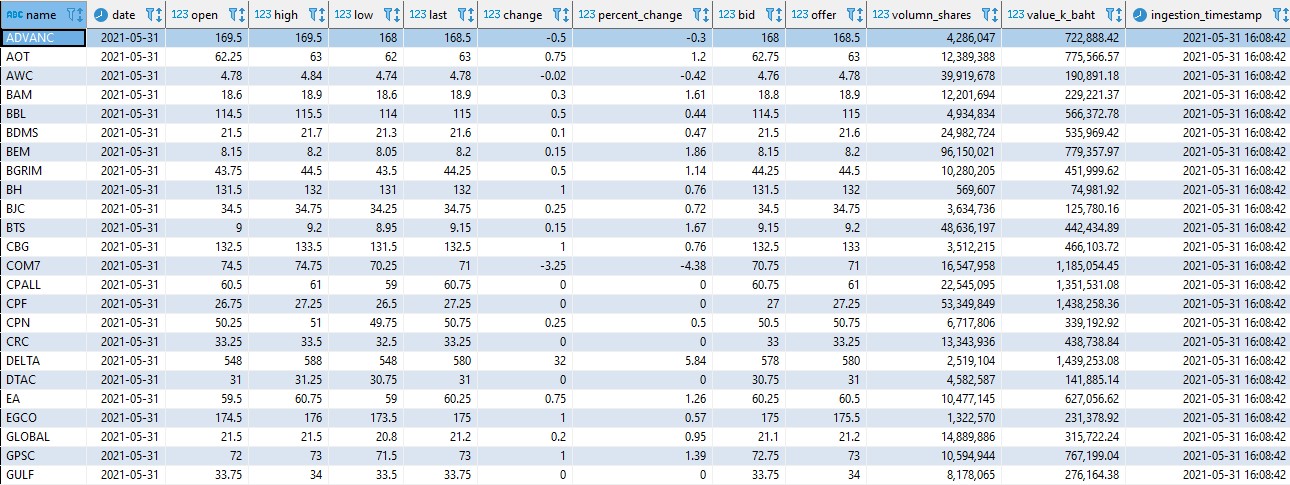 ABC name 123 date 123 open 123 high 123 low 123 last 123 change 123 percent_change 123 bid 123 offer 123 volumn_shares 123 value_k_baht ingestion_timestamp
ADVANC 2021-05-31 169.5 169.5 168 168.5 -0.5 -0.3 168 168.5 4,286,047 722,888.42 2021-05-31 16:08:42
AOT 2021-05-31 62.25 63 62 63 0.75 1.2 62.75 63 12,389,388 775,566.57 2021-05-31 16:08:42
AWC 2021-05-31 4.78 4.84 4.74 4.78 -0.02 -0.42 4.76 4.78 39,919,678 190,891.18 2021-05-31 16:08:42
BAM 2021-05-31 18.6 18.9 18.6 18.9 0.3 1.61 18.8 18.9 12,201,694 229,221.37 2021-05-31 16:08:42
BBL 2021-05-31 114.5 115.5 114 115 0.5 0.44 114.5 115 4,934,834 566,372.78 2021-05-31 16:08:42
BDMS 2021-05-31 21.5 21.7 21.3 21.6 0.1 0.47 21.5 21.6 24,982,724 535,969.42 2021-05-31 16:08:42
BEM 2021-05-31 8.15 8.2 8.05 8.2 0.15 1.86 8.15 8.2 96,150,021 779,357.97 2021-05-31 16:08:42
BGRIM 2021-05-31 43.75 44.5 43.5 44.25 0.5 1.14 44.25 44.5 10,280,205 451,999.62 2021-05-31 16:08:42
BH 2021-05-31 131.5 132 131 132 1 0.76 131.5 132 569,607 74,981.92 2021-05-31 16:08:42
BJC 2021-05-31 34.5 34.75 34.25 34.75 0.25 0.72 34.5 34.75 3,634,736 125,780.16 2021-05-31 16:08:42
BTS 2021-05-31 9 9.2 8.95 9.15 0.15 1.67 9.15 9.2 48,636,197 442,434.89 2021-05-31 16:08:42
CBG 2021-05-31 132.5 133.5 131.5 132.5 1 0.76 132.5 133 3,512,215 466,103.72 2021-05-31 16:08:42
COM7 2021-05-31 74.5 74.75 70.25 71 -3.25 -4.38 70.75 71 16,547,958 1,185,054.45 2021-05-31 16:08:42
CPALL 2021-05-31 60.5 61 59 60.75 0 0 60.75 61 22,545,095 1,351,531.08 2021-05-31 16:08:42
CPF 2021-05-31 26.75 27.25 26.5 27.25 0 0 27 27.25 53,349,849 1,438,258.36 2021-05-31 16:08:42
CPN 2021-05-31 50.25 51 49.75 50.75 0.25 0.5 50.5 50.75 6,717,806 339,192.92 2021-05-31 16:08:42
CRC 2021-05-31 33.25 33.5 32.5 33.25 0 0 33 33.25 13,343,936 438,738.84 2021-05-31 16:08:42
DELTA 2021-05-31 548 588 548 580 32 5.84 578 580 2,519,104 1,439,253.08 2021-05-31 16:08:42
DTAC 2021-05-31 31 31.25 30.75 31 0 0 30.75 31 4,582,587 141,885.14 2021-05-31 16:08:42
EA 2021-05-31 59.5 60.75 59 60.25 0.75 1.26 60.25 60.5 10,477,145 627,056.62 2021-05-31 16:08:42
EGCO 2021-05-31 174.5 176 173.5 175 1 0.57 175 175.5 1,322,570 231,378.92 2021-05-31 16:08:42
GLOBAL 2021-05-31 21.5 21.5 20.8 21.2 0.2 0.95 21.1 21.2 14,889,886 315,722.24 2021-05-31 16:08:42
GPSC 2021-05-31 72 73 71.5 73 1 1.39 72.75 73 10,594,944 767,199.04 2021-05-31 16:08:42
GULF 2021-05-31 33.75 34 33.5 34 0 0 33.75 34 8,178,065 276,164.38 2021-05-31 16:08:42